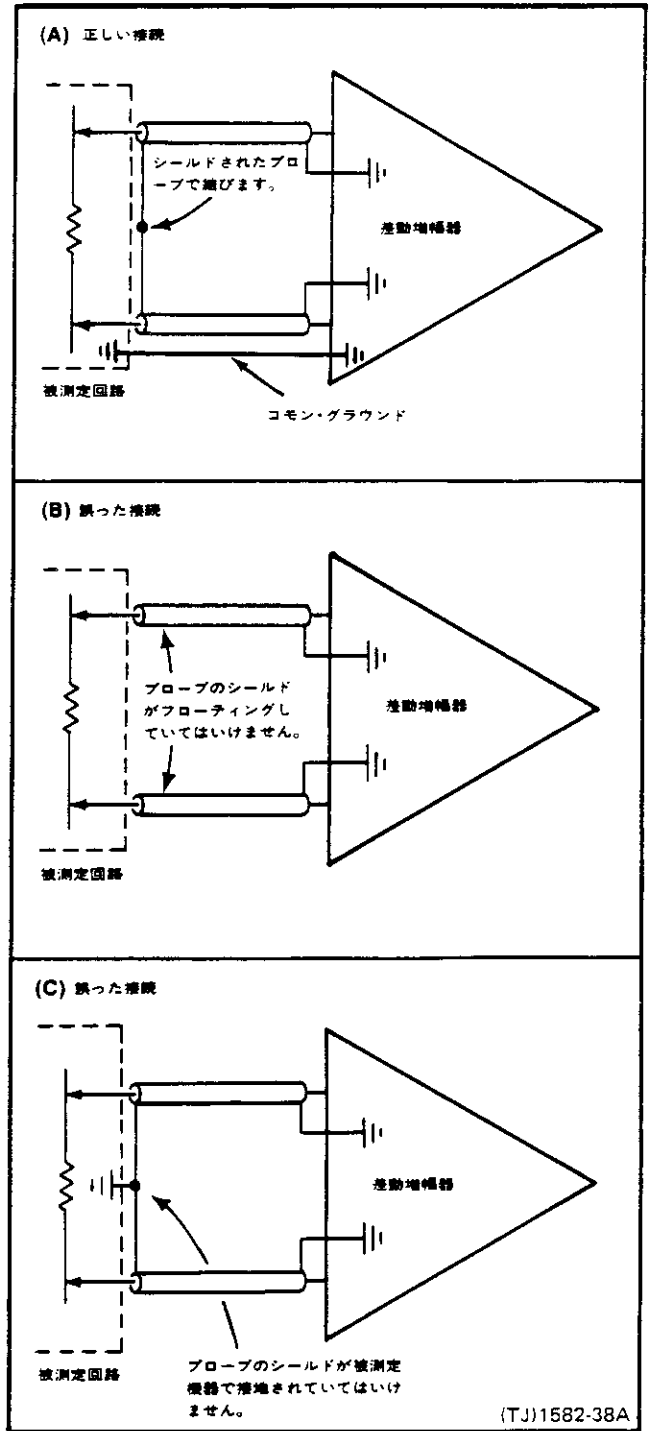 (A) 正しい接続
シールドされたプロ
ーブで結びます。
差動増幅器
被測定回路
コモン・グラウンド
(B) 誤った接続
プローブのシールド
がフローティングし
ていてはいけません。
差動増幅器
被測定回路
(C) 誤った接続
差動増幅器
被測定回路
プローブのシールドが被測定
機器で接地されていてはいけ
ません。
(TJ)1582-38A